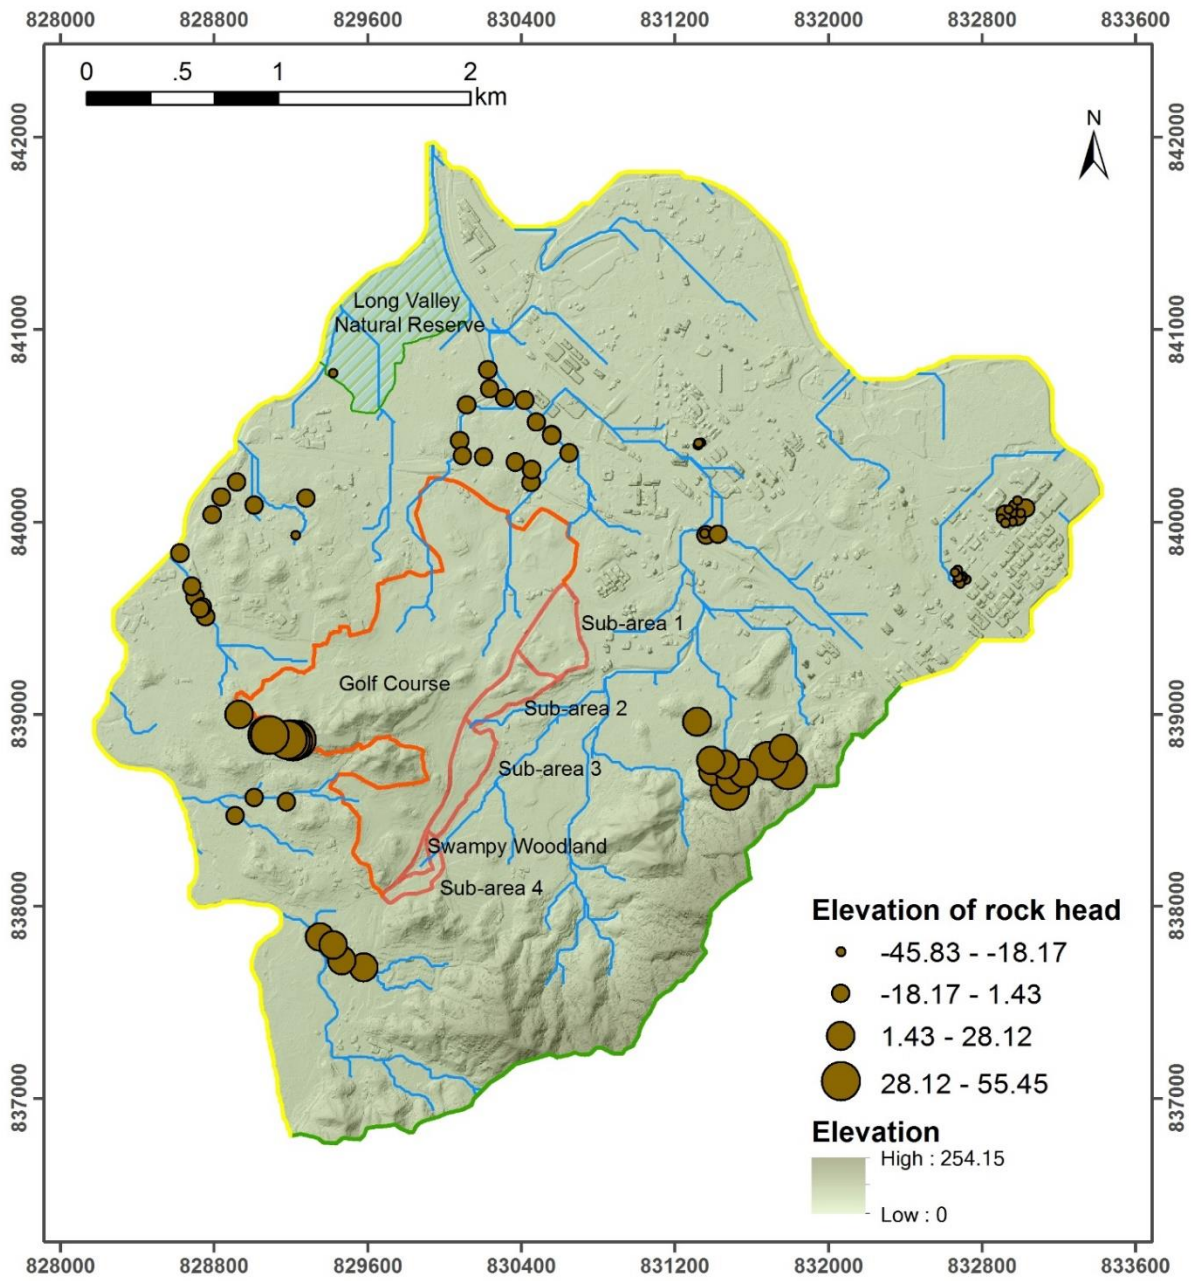 828000 828800 829600 830400 831200 832000 832800 833600
0 .5 1 2
km
N
842000 842000
841000 841000
840000 840000
839000 839000
838000 838000
837000 837000
Long Valley
Natural Reserve
Sub-area 1
Golf Course
Sub-area 2
Sub-area 3
Swampy Woodland
Sub-area 4
Elevation of rock head
-45.83 - -18.17
-18.17 - 1.43
1.43 - 28.12
28.12 - 55.45
Elevation
High : 254.15
Low : 0
828000 828800 829600 830400 831200 832000 832800 833600